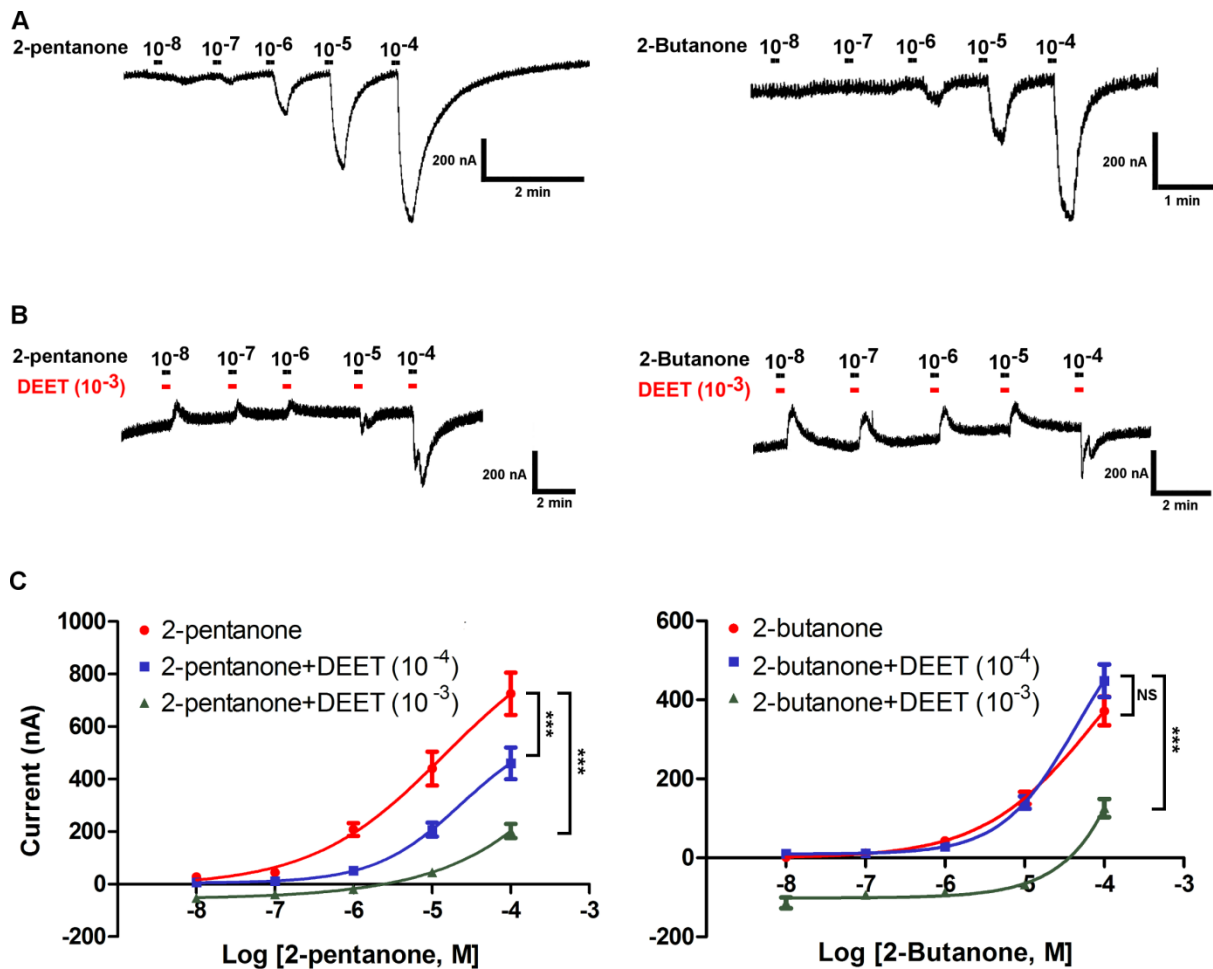 A
2-pentanone 10-8 10-7 10-6 10-5 10-4
200 nA
2 min
2-Butanone 10-8 10-7 10-6 10-5 10-4
200 nA
1 min
B
2-pentanone 10-8 10-7 10-6 10-5 10-4
DEET (10-3)
200 nA
2 min
2-Butanone 10-8 10-7 10-6 10-5 10-4
DEET (10-3)
200 nA
2 min
C
Current (nA)
1000
800
600
400
200
0
-200
2-pentanone
2-pentanone+DEET (10-4)
2-pentanone+DEET (10-3)
***
***
-8 -7 -6 -5 -4 -3
Log [2-pentanone, M]
600
400
200
0
-200
2-butanone
2-butanone+DEET (10-4)
2-butanone+DEET (10-3)
NS
***
-8 -7 -6 -5 -4 -3
Log [2-Butanone, M]